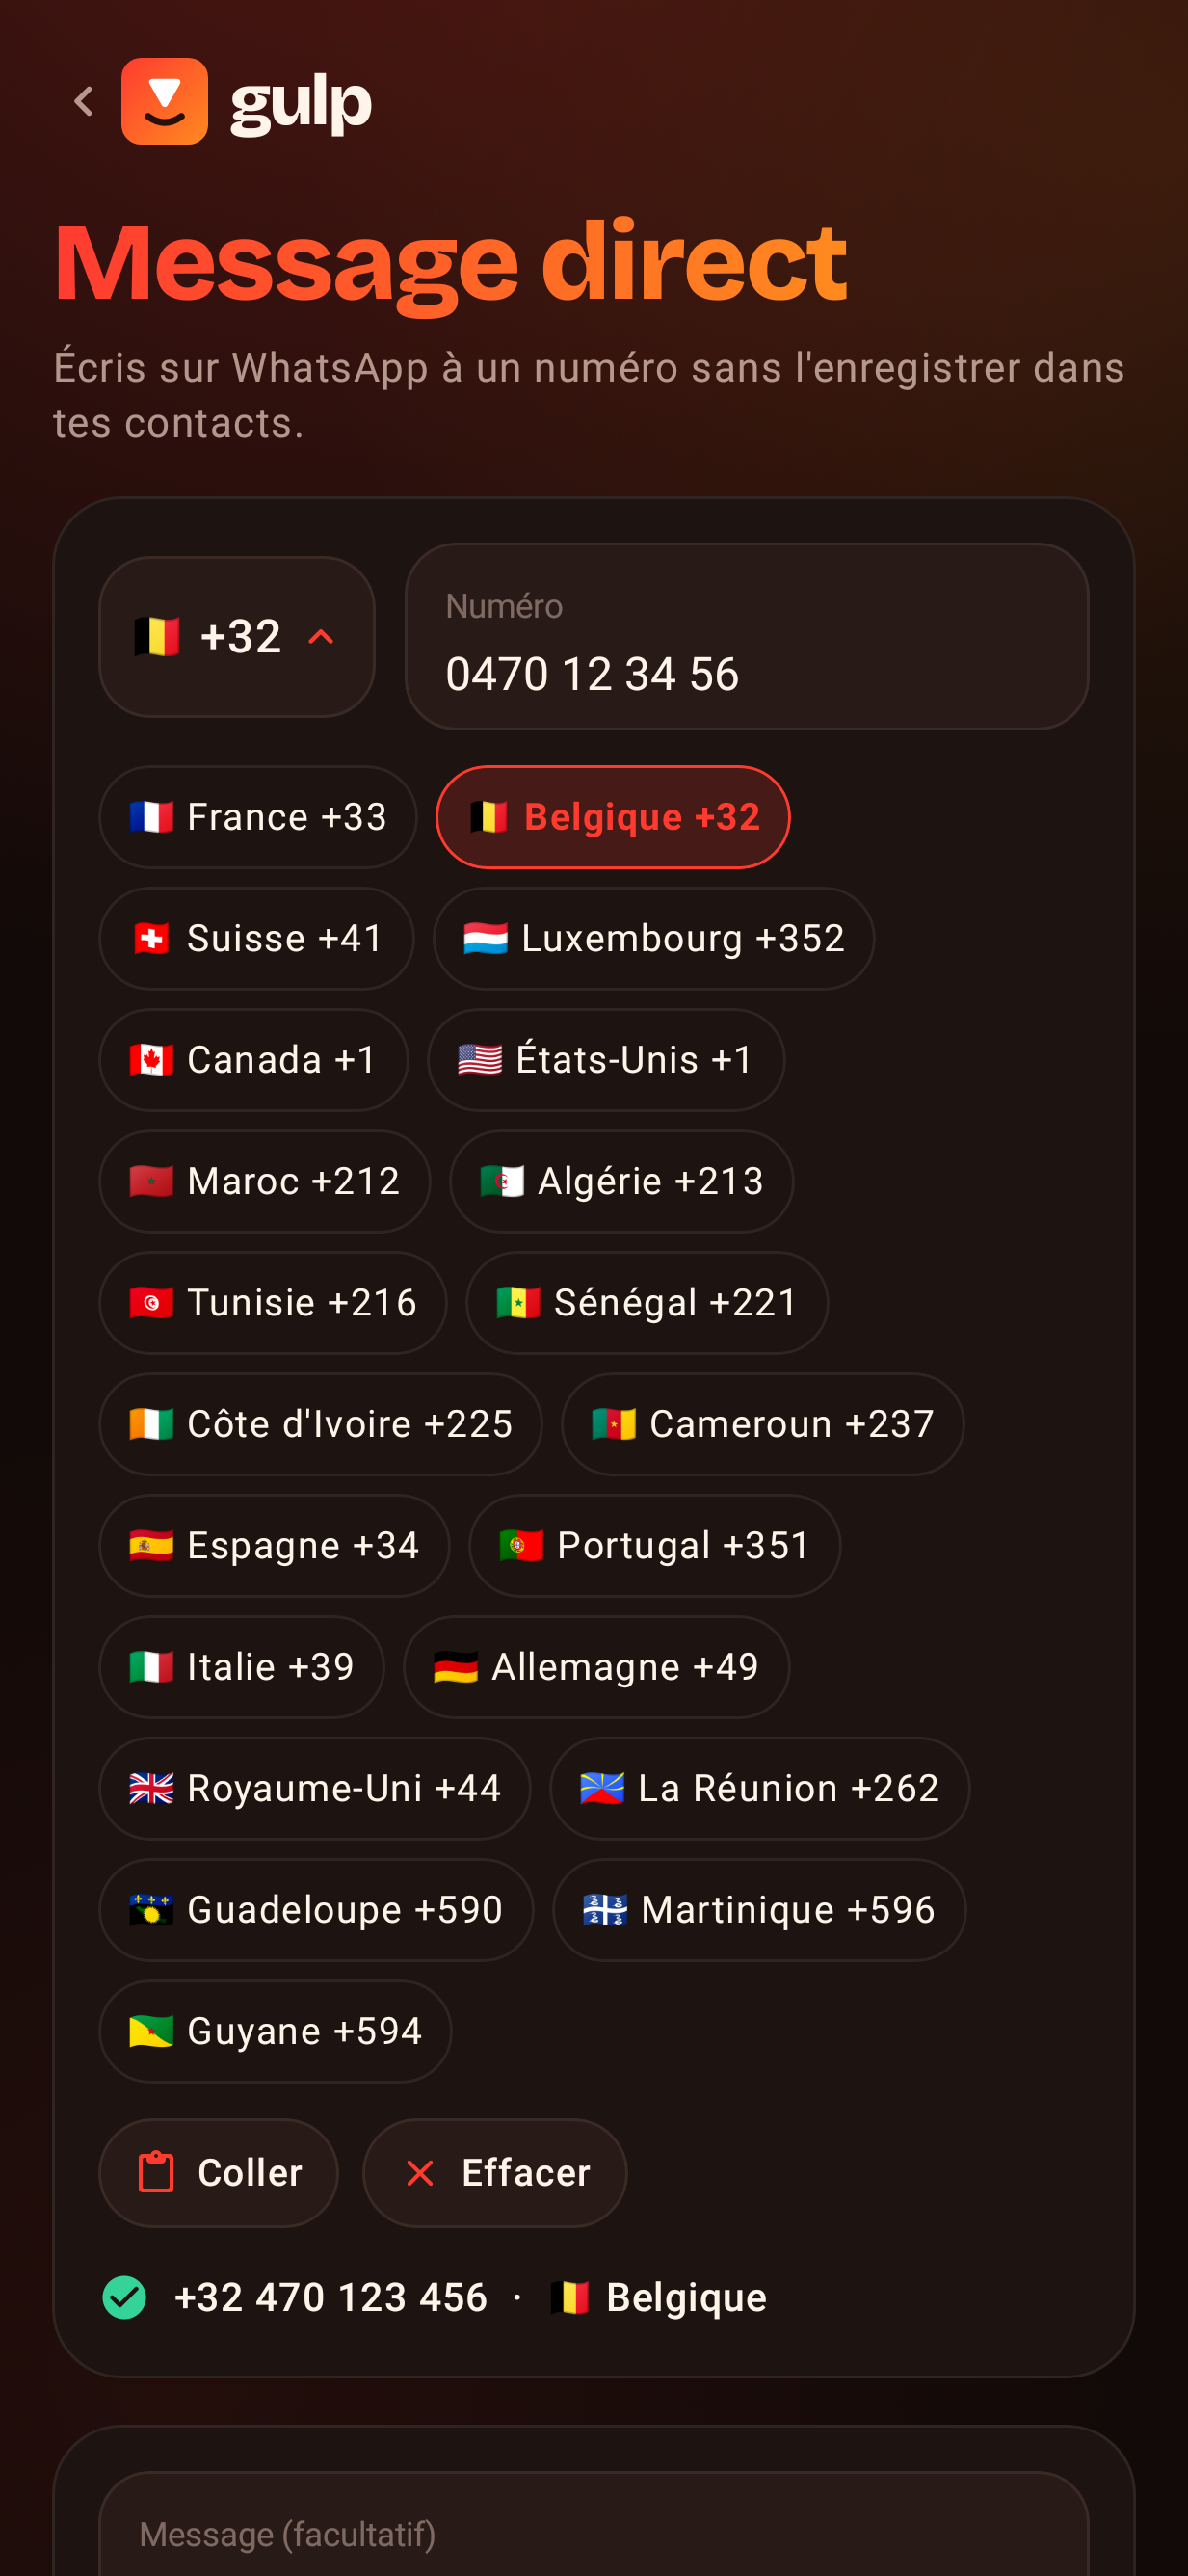 gulp
Message direct
Écris sur WhatsApp à un numéro sans l'enregistrer dans
tes contacts.
+32
Numéro
0470 12 34 56
France +33
Belgique +32
Suisse +41
Luxembourg +352
Canada +1
États-Unis +1
Maroc +212
Algérie +213
Tunisie +216
Sénégal +221
Côte d'Ivoire +225
Cameroun +237
Espagne +34
Portugal +351
Italie +39
Allemagne +49
Royaume-Uni +44
La Réunion +262
Guadeloupe +590
Martinique +596
Guyane +594
Coller
Effacer
+32 470 123 456 · Belgique
Message (facultatif)